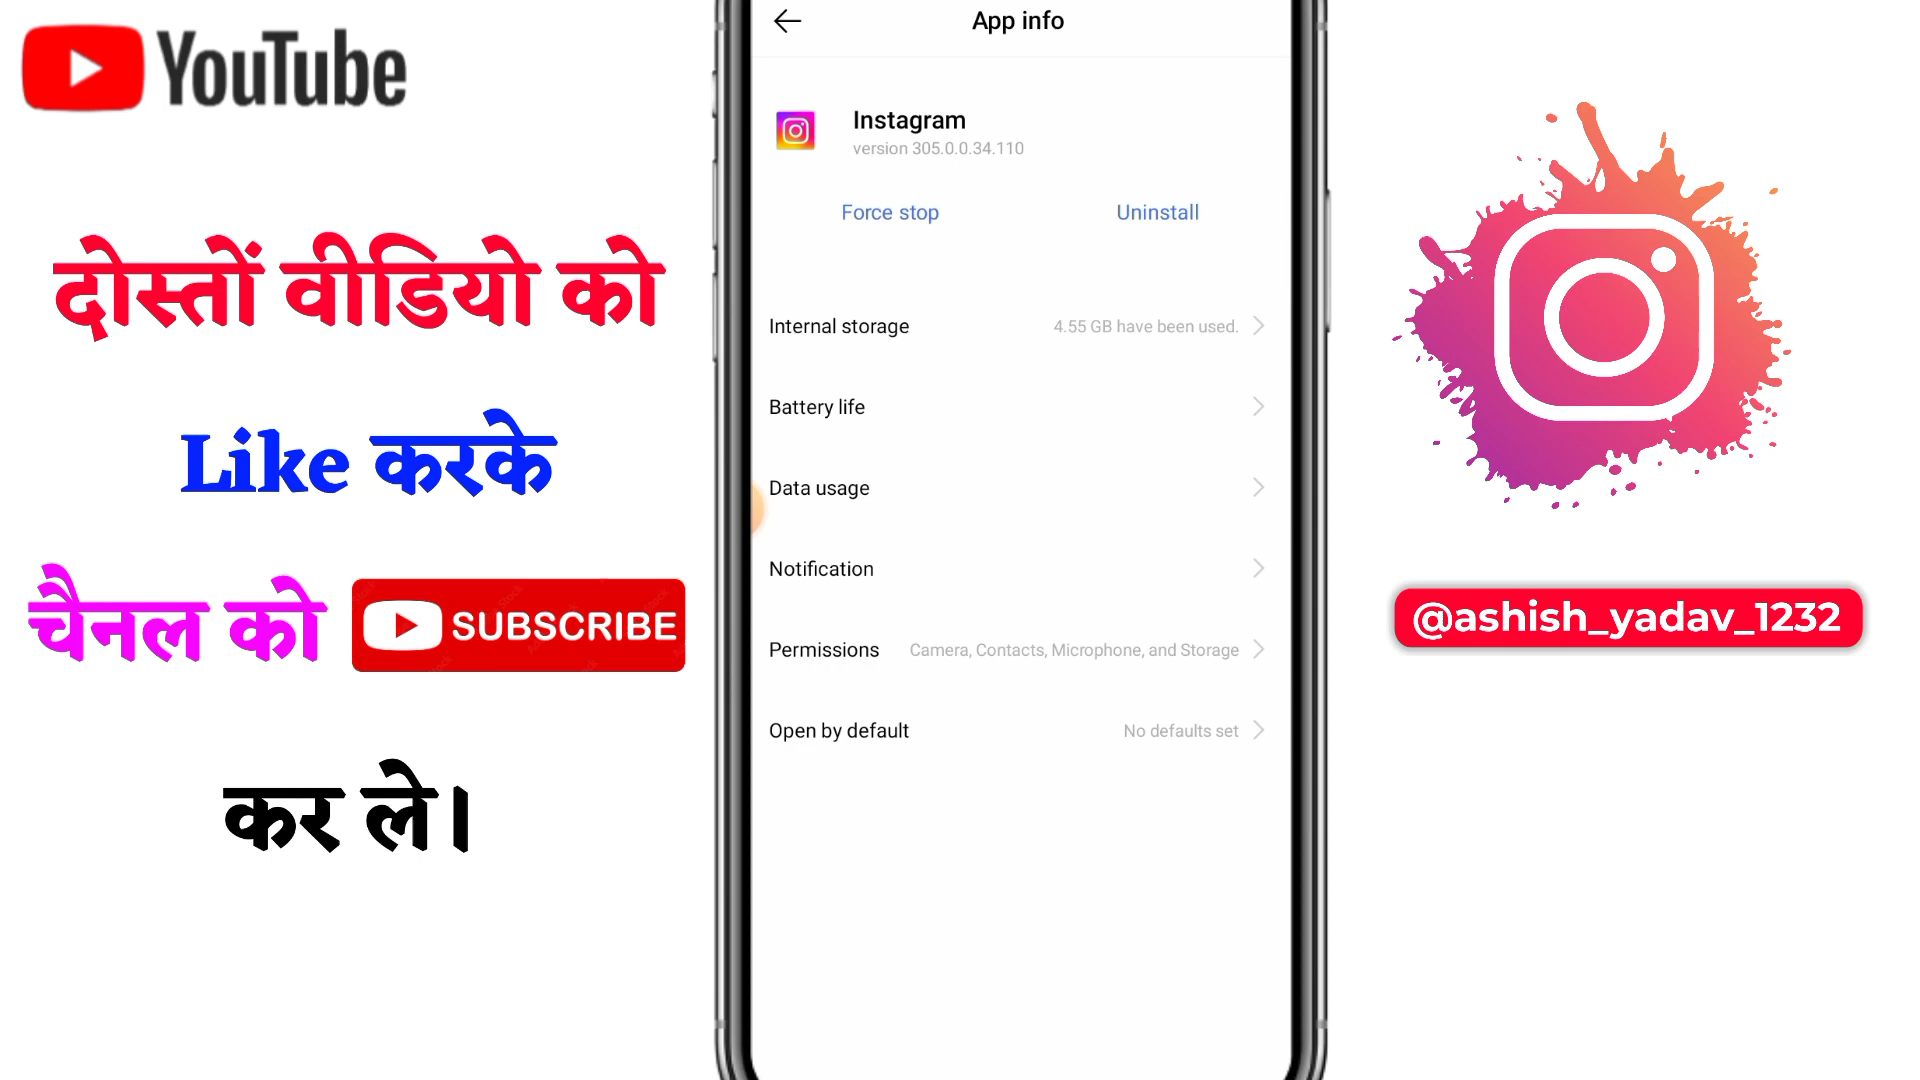 YouTube
दोस्तों वीडियो को
Like करके
चैनल को SUBSCRIBE
कर ले।
App info
Instagram
version 305.0.0.34.110
Force stop Uninstall
Internal storage 4.55 GB have been used.
Battery life
Data usage
Notification
Permissions Camera, Contacts, Microphone, and Storage
Open by default No defaults set
@ashish_yadav_1232